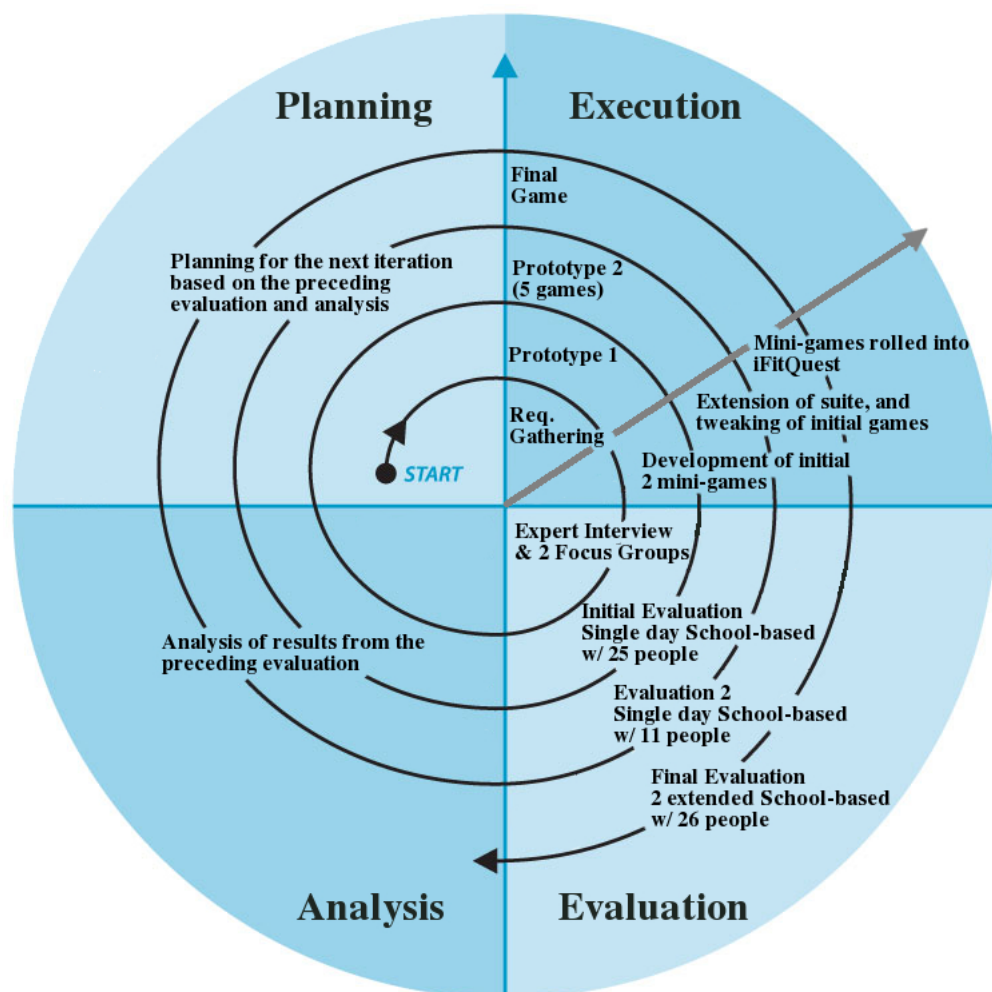 Planning
Execution
Final
Game
Planning for the next iteration
based on the preceding
evaluation and analysis
Prototype 2
(5 games)
Prototype 1
Mini-games rolled into
iFitQuest
Extension of suite, and
tweaking of initial games
Req.
Gathering
Development of initial
2 mini-games
START
Expert Interview
& 2 Focus Groups
Initial Evaluation
Single day School-based
w/ 25 people
Analysis of results from the
preceding evaluation
Evaluation 2
Single day School-based
w/ 11 people
Final Evaluation
2 extended School-based
w/ 26 people
Analysis
Evaluation